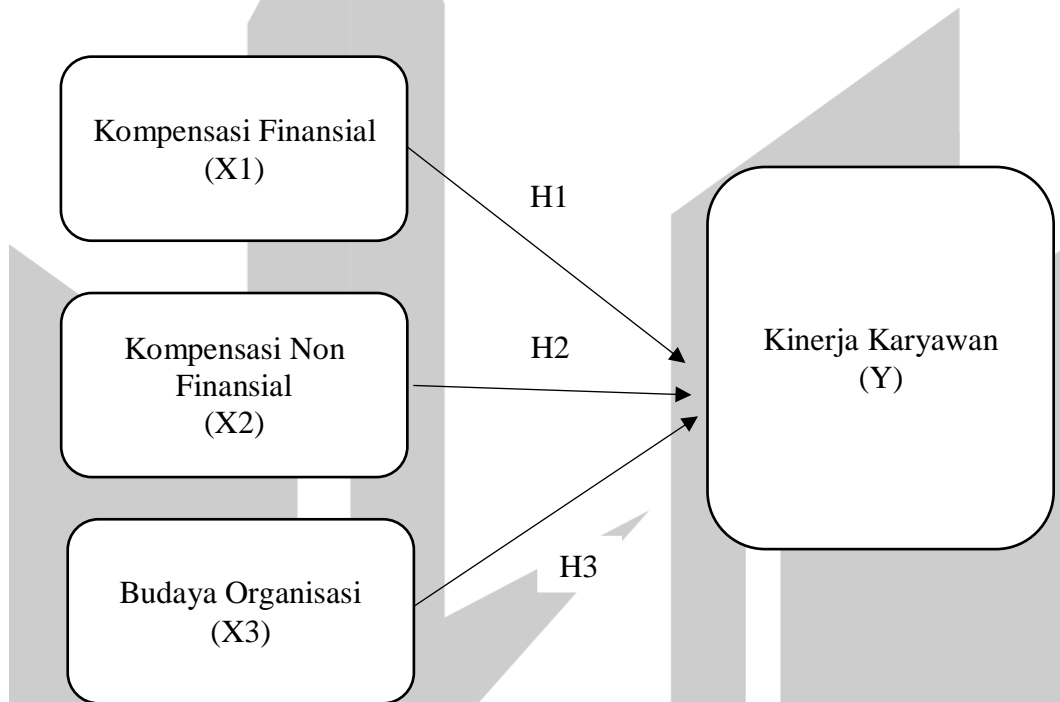 Kompensasi Finansial
(X1)
H1
Kompensasi Non
Finansial
(X2)
H2
Kinerja Karyawan
(Y)
Budaya Organisasi
(X3)
H3